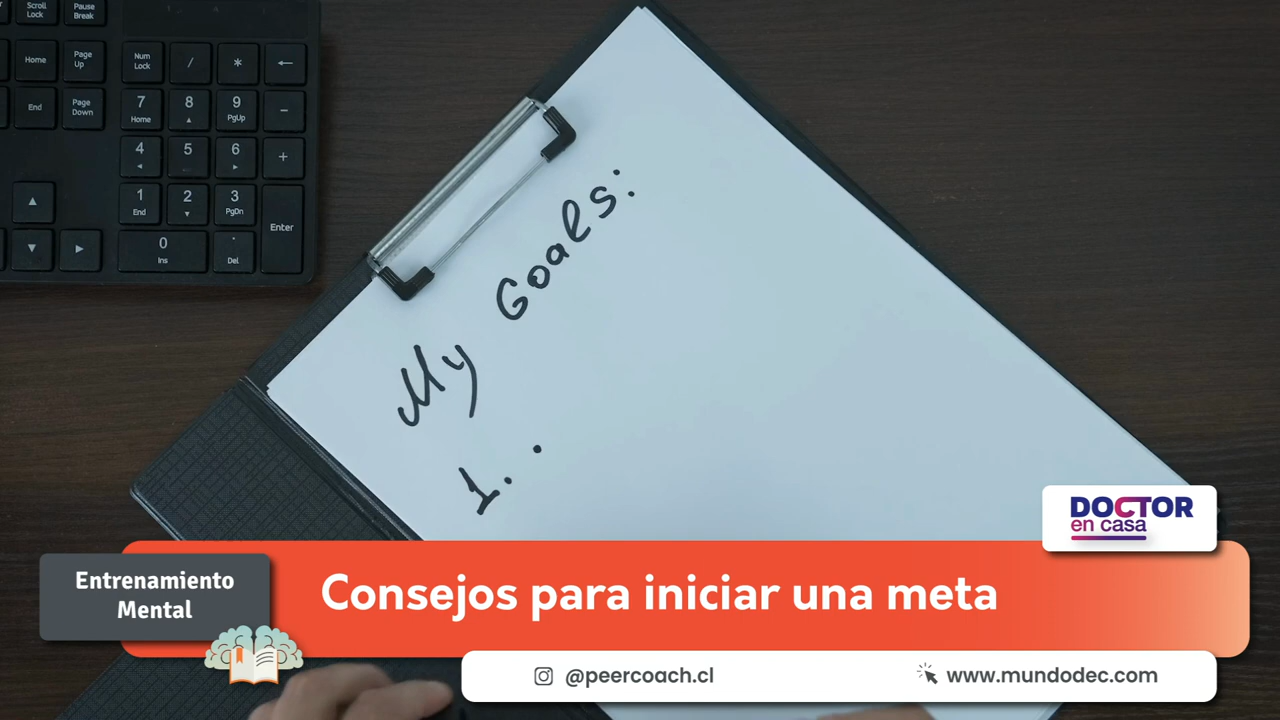 Scroll
Lock
Pause
Break
Home
Page
Up
Num
Lock
/
*
←
End
Page
Down
7
Home
8
▲
9
PgUp
-
4
◄
5
6
►
+
▲
1
End
2
▼
3
PgDn
Enter
▼
►
0
Ins
.
Del
My Goals:
1. .
DOCTOR
en casa
Entrenamiento
Mental
Consejos para iniciar una meta
@peercoach.cl
www.mundodec.com